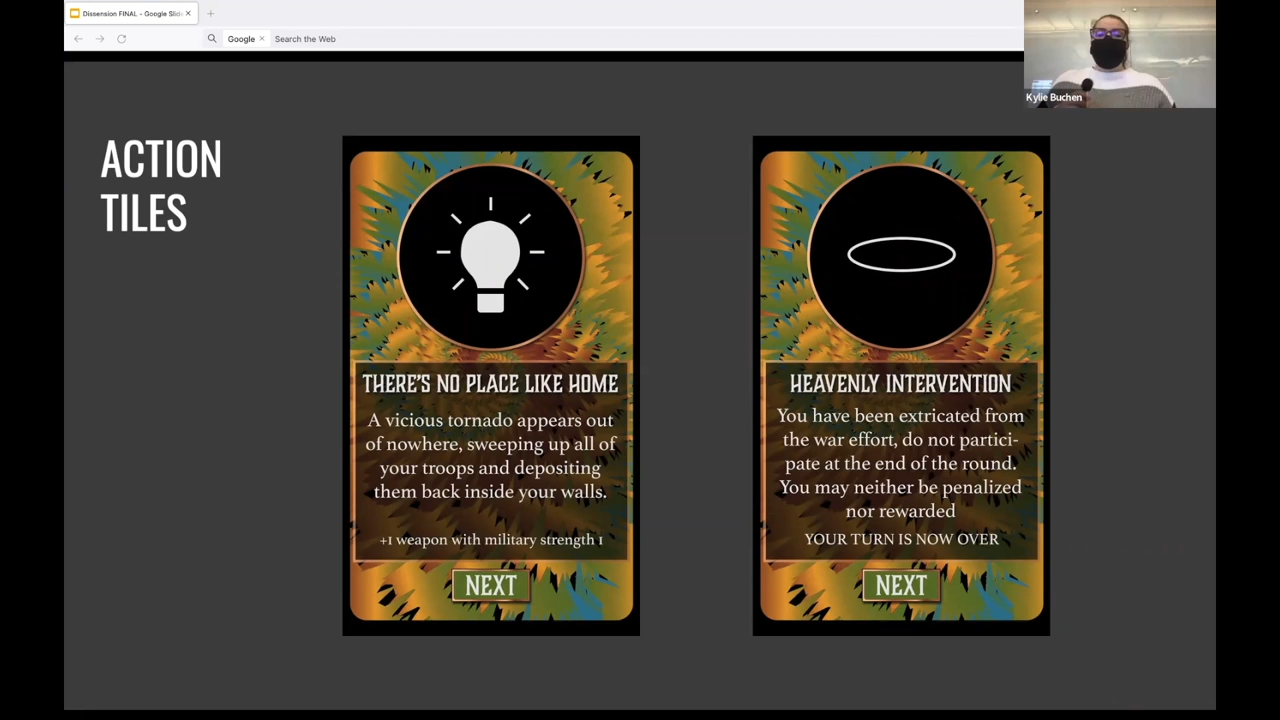 Dissension FINAL - Google Slid
Google
Search the Web
Kylie Buchen
ACTION
TILES
THERE'S NO PLACE LIKE HOME
A vicious tornado appears out
of nowhere, sweeping up all of
your troops and depositing
them back inside your walls.
+1 weapon with military strength 1
NEXT
HEAVENLY INTERVENTION
You have been extricated from
the war effort, do not partici-
pate at the end of the round.
You may neither be penalized
nor rewarded
YOUR TURN IS NOW OVER
NEXT